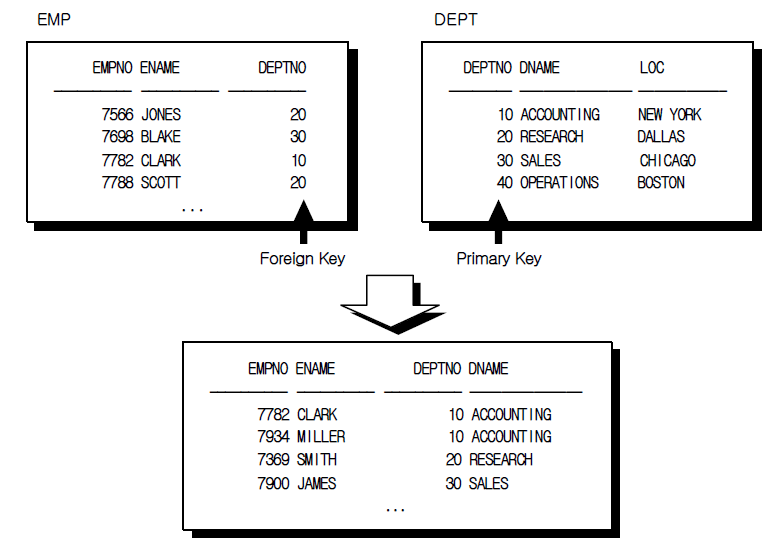 EMP
EMPNO ENAME DEPTNO
7566 JONES 20
7698 BLAKE 30
7782 CLARK 10
7788 SCOTT 20
...
Foreign Key
DEPT
DEPTNO DNAME LOC
10 ACCOUNTING NEW YORK
20 RESEARCH DALLAS
30 SALES CHICAGO
40 OPERATIONS BOSTON
Primary Key
EMPNO ENAME DEPTNO DNAME
7782 CLARK 10 ACCOUNTING
7934 MILLER 10 ACCOUNTING
7369 SMITH 20 RESEARCH
7900 JAMES 30 SALES
...